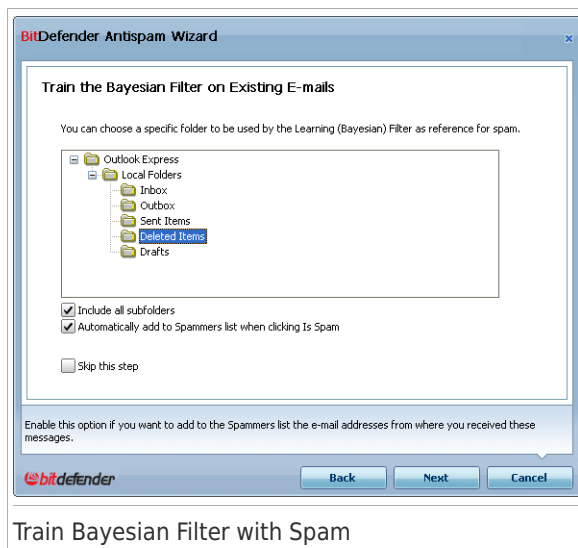 BitDefender Antispam Wizard
x
Train the Bayesian Filter on Existing E-mails
You can choose a specific folder to be used by the Learning (Bayesian) Filter as reference for spam.
Outlook Express
Local Folders
Inbox
Outbox
Sent Items
Deleted Items
Drafts
Include all subfolders
Automatically add to Spammers list when clicking Is Spam
Skip this step
Enable this option if you want to add to the Spammers list the e-mail addresses from where you received these
messages.
bitdefender
Back
Next
Cancel
Train Bayesian Filter with Spam